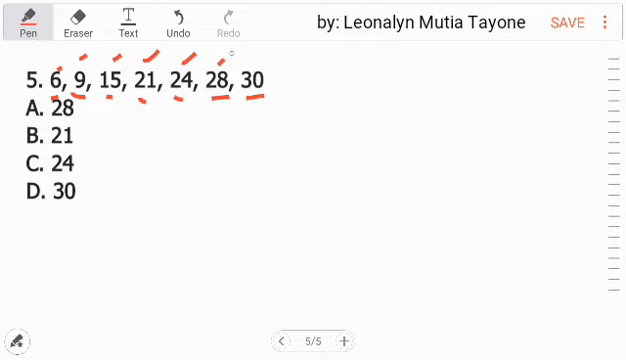 by: Leonalyn Mutia Tayone
SAVE
Pen
Eraser
Text
Undo
Redo
5. 6, 9, 15, 21, 24, 28, 30
A. 28
B. 21
C. 24
D. 30
5/5